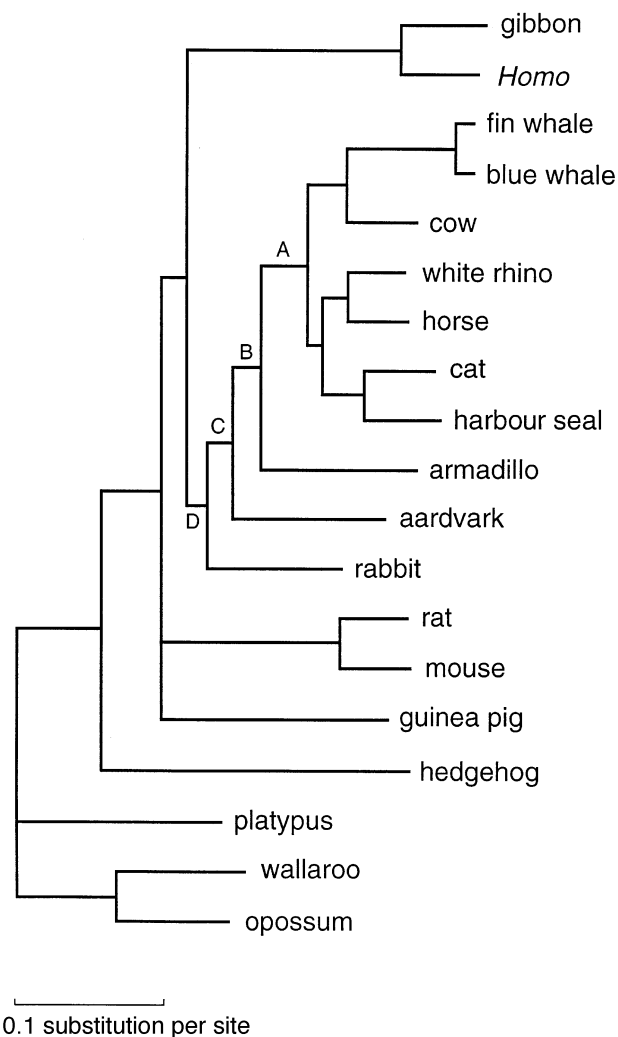 gibbon
Homo
fin whale
blue whale
cow
A
white rhino
horse
B
cat
C
harbour seal
armadillo
D
aardvark
rabbit
rat
mouse
guinea pig
hedgehog
platypus
wallaroo
opossum
0.1 substitution per site